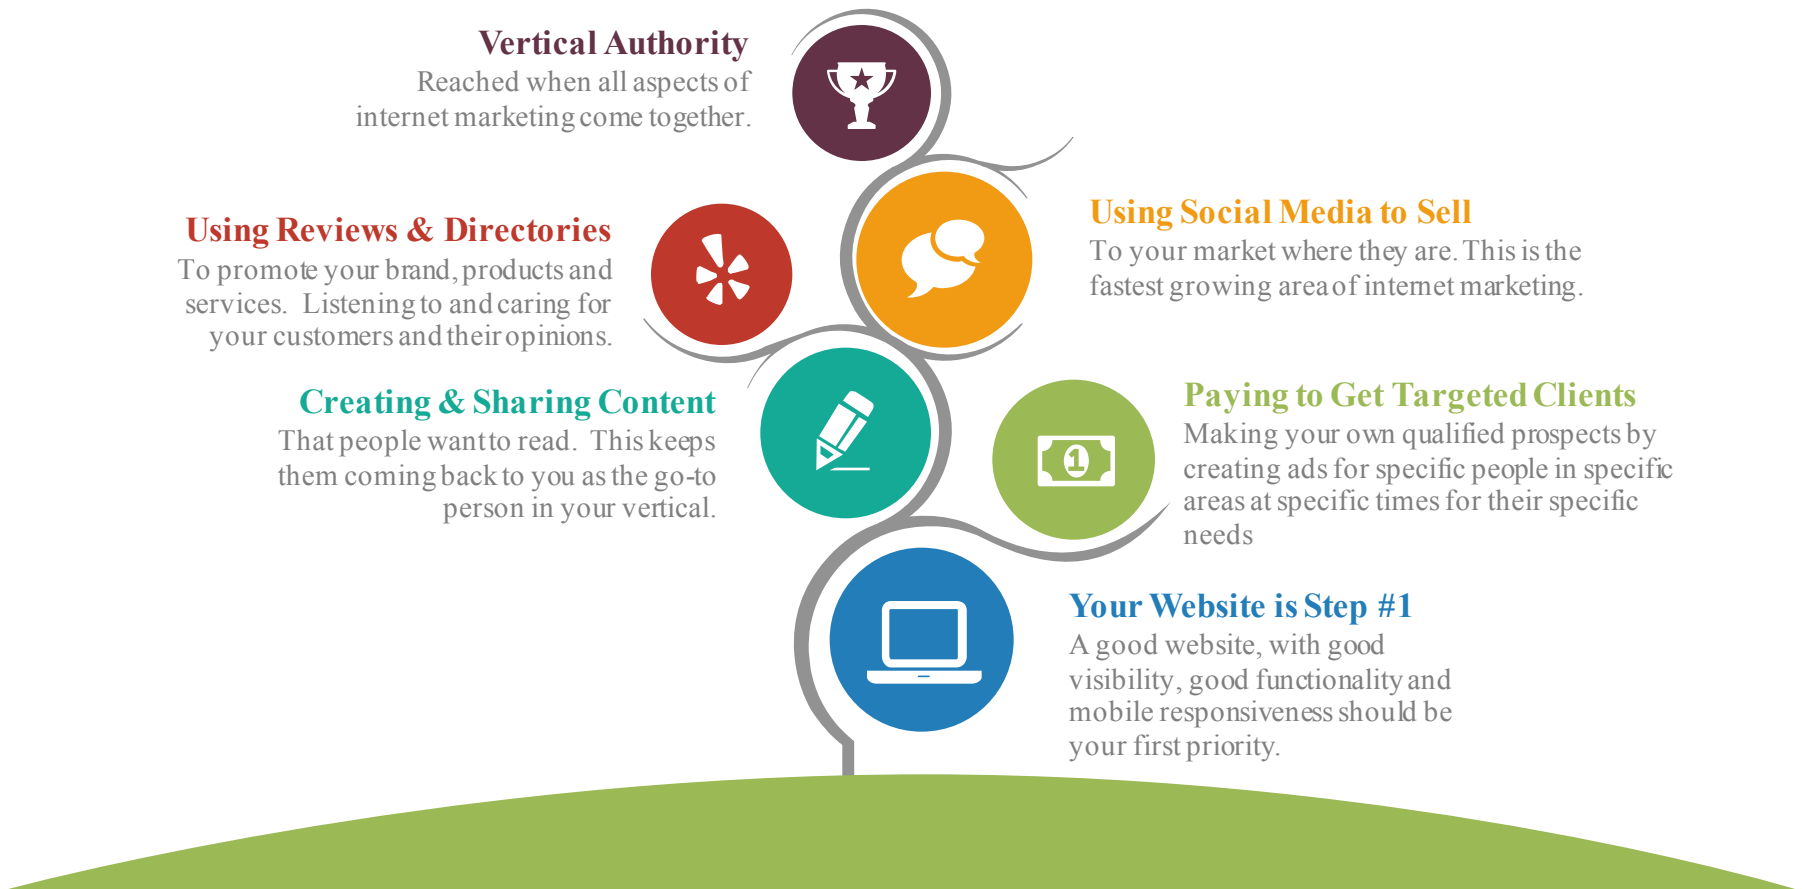 Vertical Authority
Reached when all aspects of
internet marketing come together.
Using Reviews & Directories
To promote your brand, products and
services.  Listening to and caring for
your customers and their opinions.
Using Social Media to Sell
To your market where they are. This is the
fastest growing area of internet marketing.
Creating & Sharing Content
That people want to read.  This keeps
them coming back to you as the go-to
person in your vertical.
Paying to Get Targeted Clients
Making your own qualified prospects by
creating ads for specific people in specific
areas at specific times for their specific
needs
1
Your Website is Step #1
A good website, with good
visibility, good functionality and
mobile responsiveness should be
your first priority.